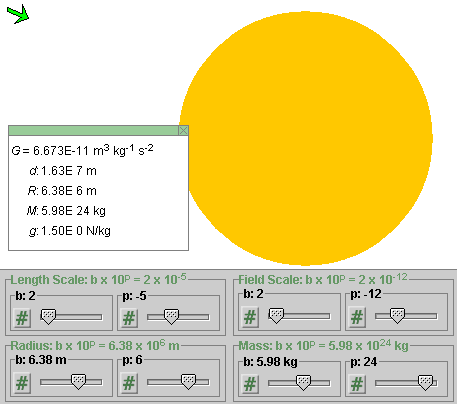 G = 6.673E-11 m³ kg⁻¹ s⁻²
d: 1.63E 7 m
R: 6.38E 6 m
M: 5.98E 24 kg
g: 1.50E 0 N/kg
Length Scale: b x 10ᵖ = 2 x 10⁻⁵
b: 2
p: -5
#
#
Field Scale: b x 10ᵖ = 2 x 10⁻¹²
b: 2
p: -12
#
#
Radius: b x 10ᵖ = 6.38 x 10⁶ m
b: 6.38 m
p: 6
#
#
Mass: b x 10ᵖ = 5.98 x 10²⁴ kg
b: 5.98 kg
p: 24
#
#